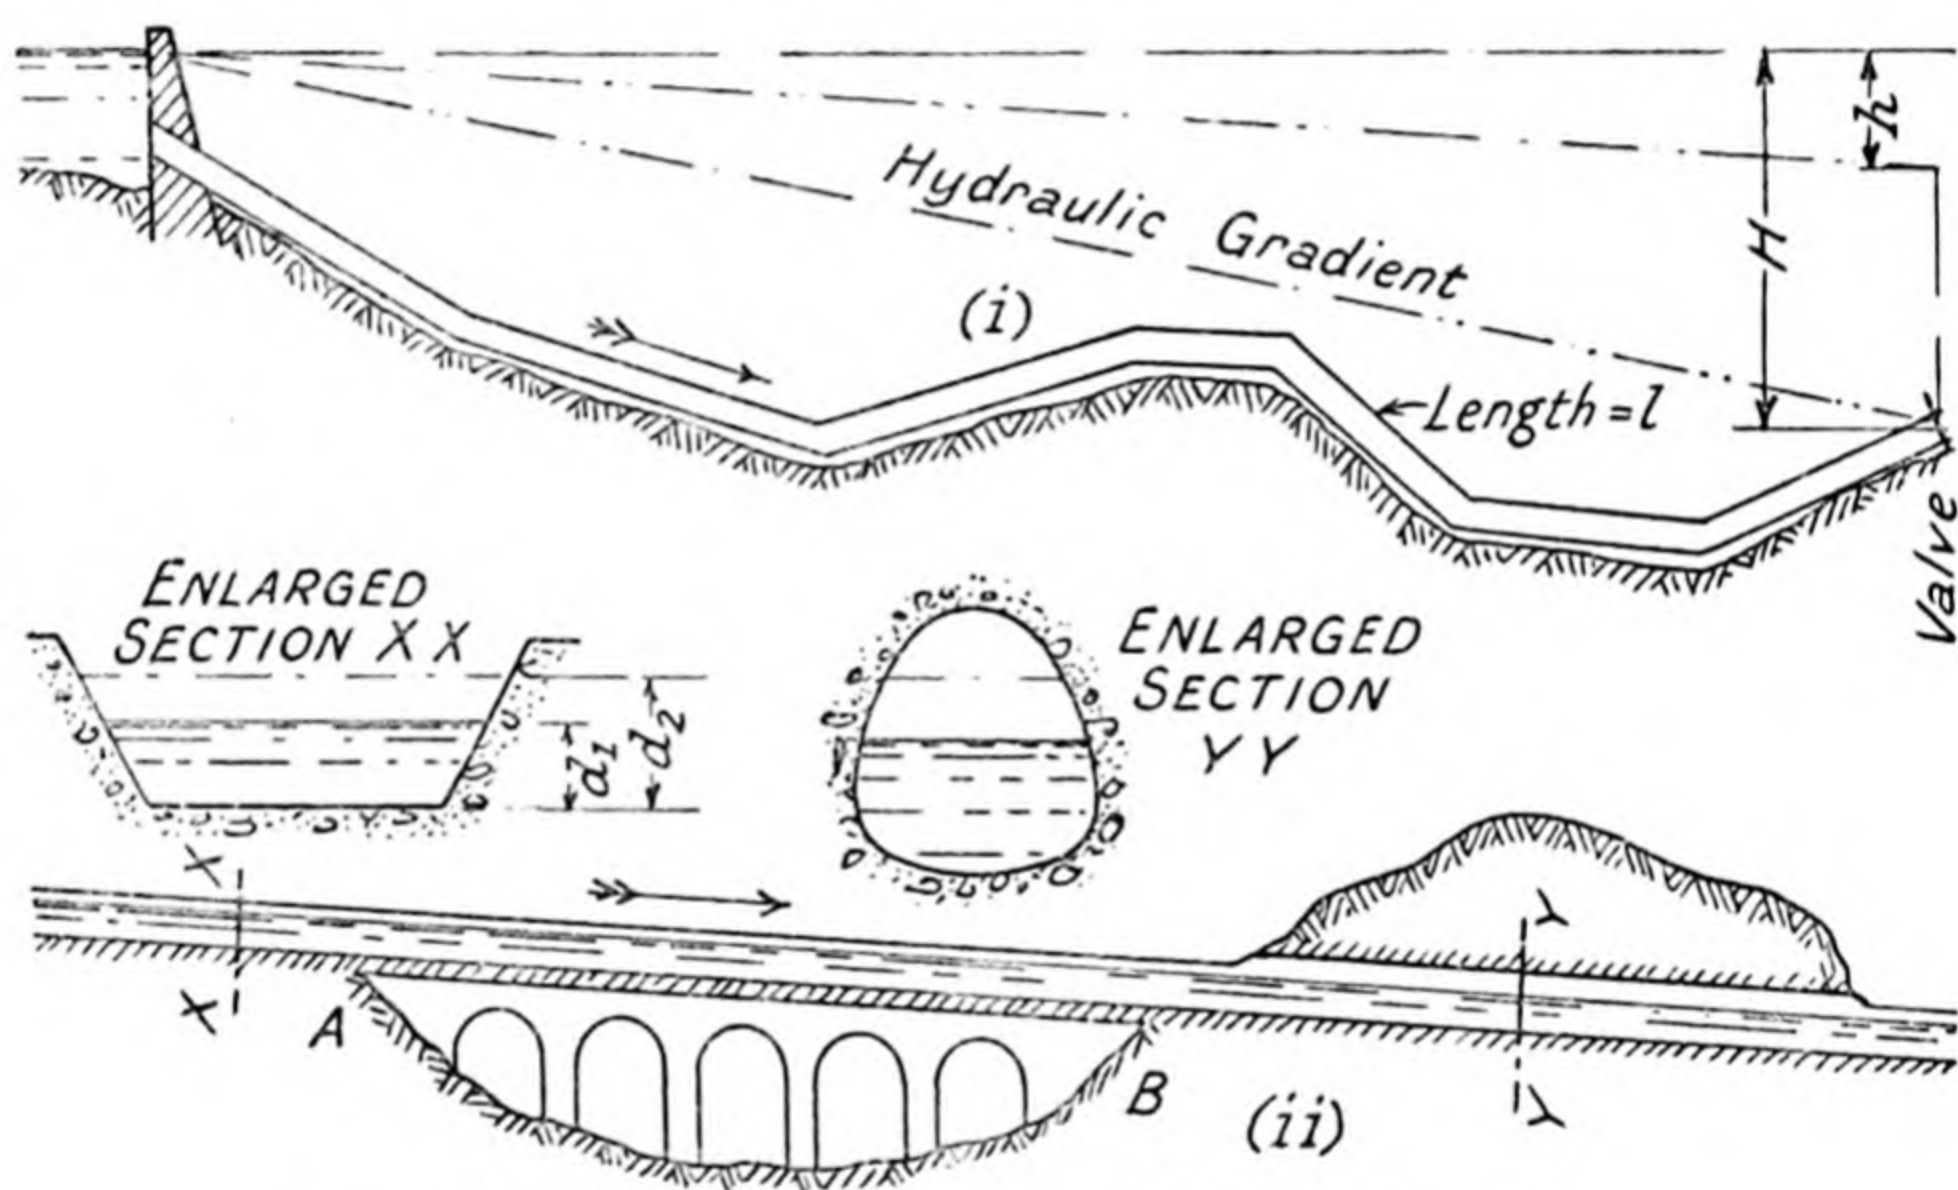 h
Hydraulic Gradient
H
(i)
Length = l
Valve
ENLARGED
SECTION X X
d1
d2
ENLARGED
SECTION
Y Y
X
X
A
B
(ii)
Y
Y